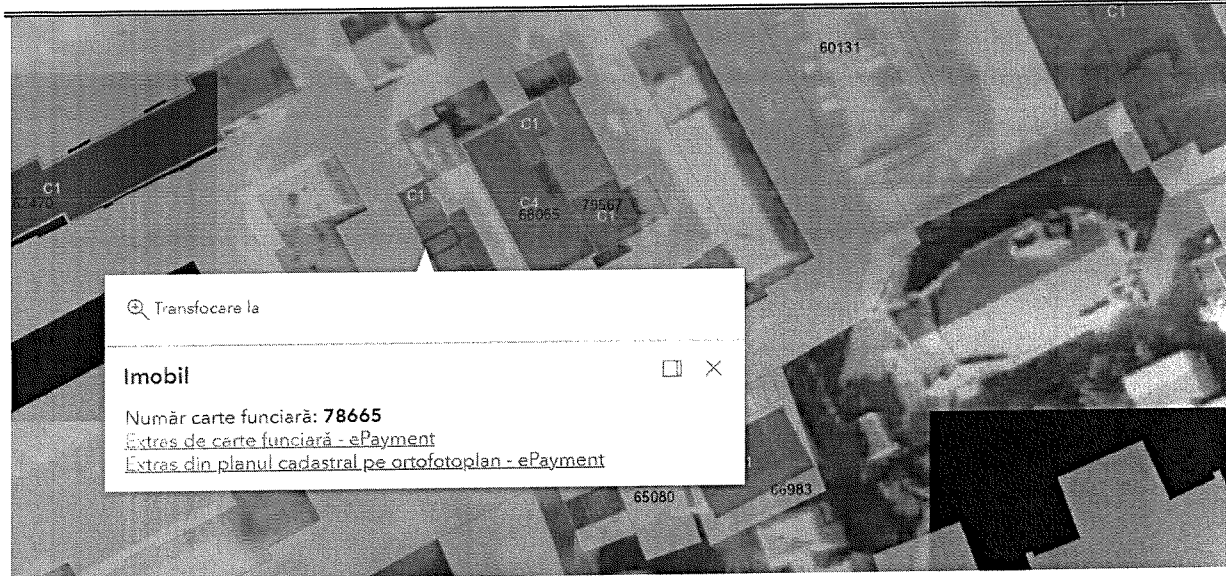 C1
60131
C1
C1
C1
C4
68065
79567
C1
Transfocare la
Imobil
Număr carte funciară: 78665
Extras de carte funciară - ePayment
Extras din planul cadastral pe ortofotoplan - ePayment
65080
66983